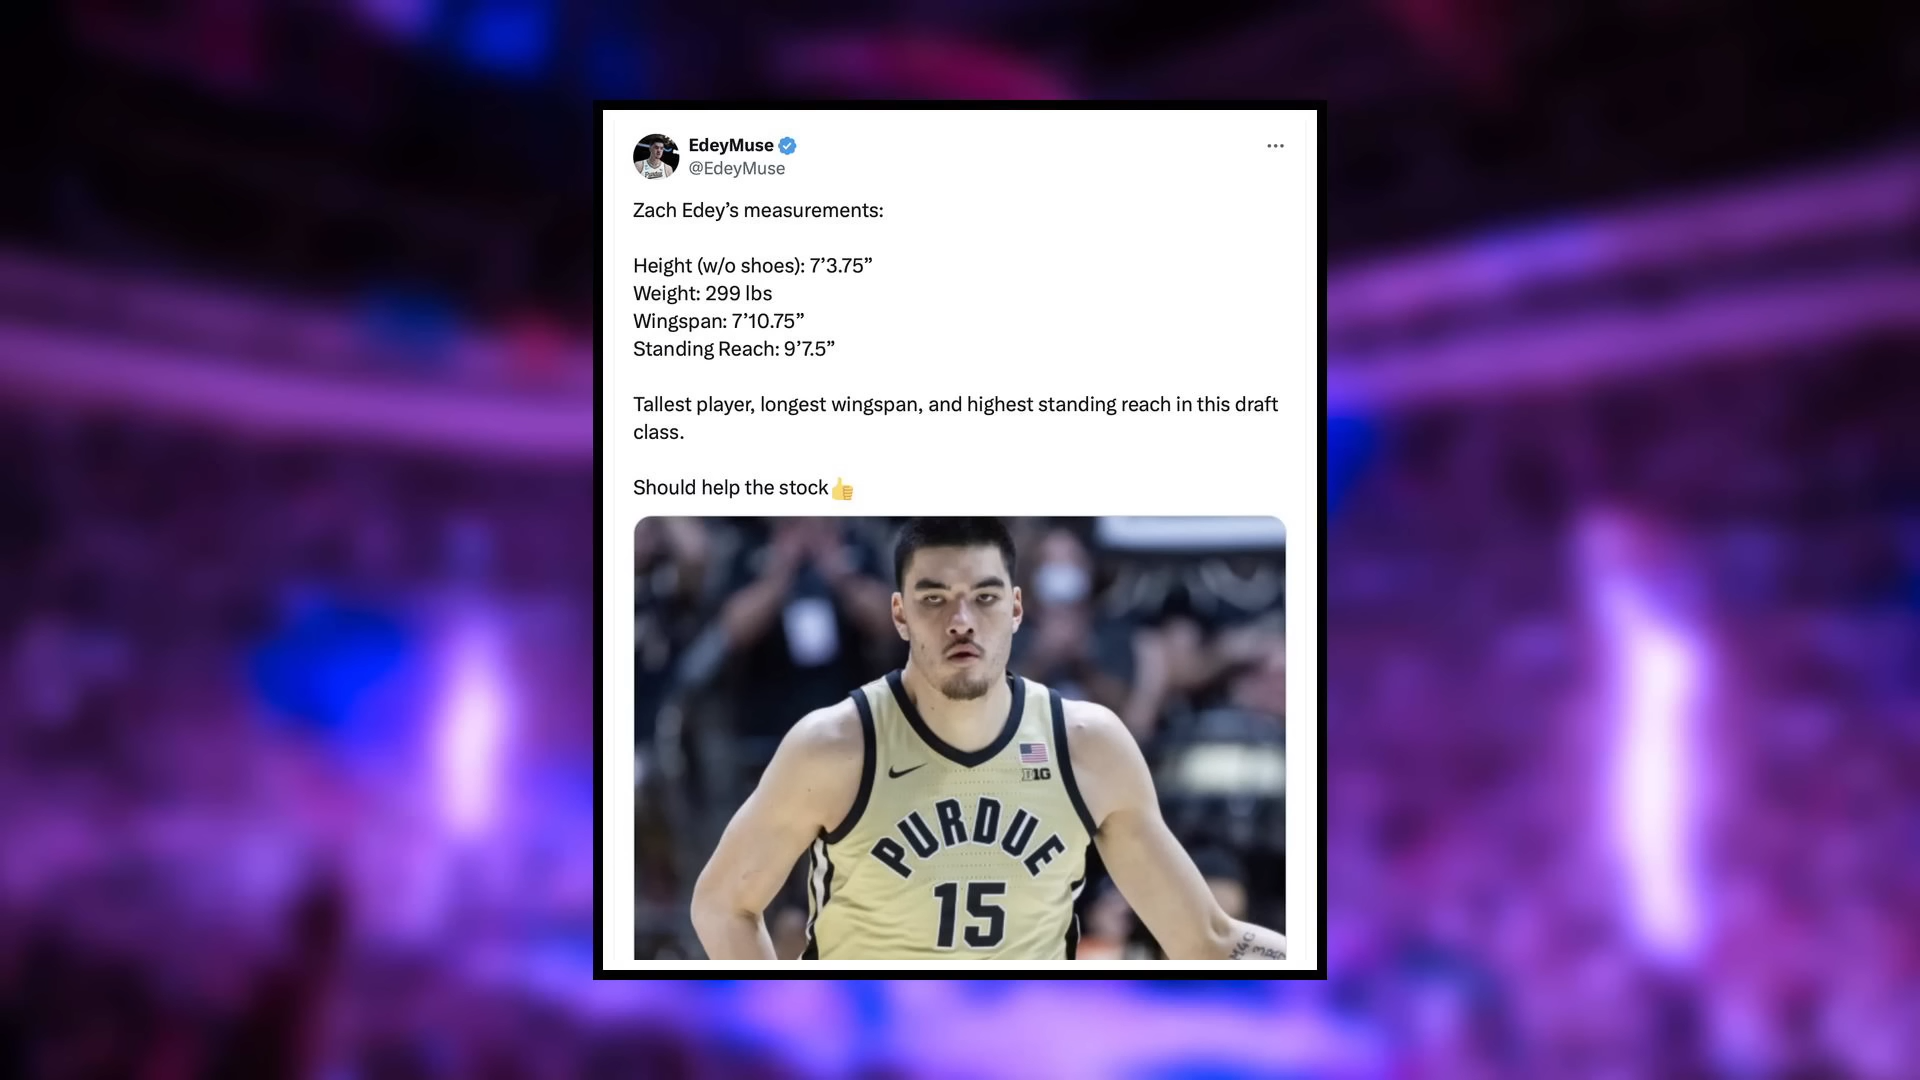 EdeyMuse
@EdeyMuse
Zach Edey’s measurements:
Height (w/o shoes): 7’3.75”
Weight: 299 lbs
Wingspan: 7’10.75”
Standing Reach: 9’7.5”
Tallest player, longest wingspan, and highest standing reach in this draft
class.
Should help the stock👍
B1G
PURDUE
15